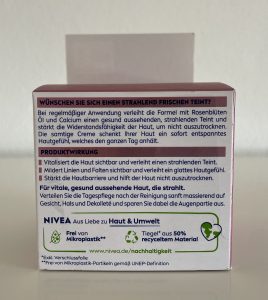 WÜNSCHEN SIE SICH EINEN STRAHLEND FRISCHEN TEINT?
Bei regelmäßiger Anwendung verleiht die Formel mit Rosenblüten
Öl und Calcium einen gesund aussehenden, strahlenden Teint und
stärkt die Widerstandsfähigkeit der Haut, um nicht auszutrocknen.
Die samtige Creme schenkt Ihrer Haut ein sofort entspanntes
Hautgefühl, welches den ganzen Tag anhält.
PRODUKTWIRKUNG
Vitalisiert die Haut sichtbar und verleiht einen strahlenden Teint.
Mildert Linien und Falten sichtbar ein glattes Hautgefühl.
Stärkt die Hautbarriere und hilft der Haut nicht auszutrocknen.
Für vitale, gesund aussehende Haut, die strahlt.
Verteilen Sie die Tagespflege nach der Reinigung sanft massierend auf
Gesicht, Hals und Dekolleté und sparen Sie dabei die Augenpartie aus.
NIVEA Aus Liebe zu Haut & Umwelt
Frei von Mikroplastik**
Tiegel* aus 50% recyceltem Material
www.nivea.de/nachhaltigkeit
*exkl. Verschlussfolie
**Frei von Mikroplastik-Partikeln gemäß UNEP-Definition